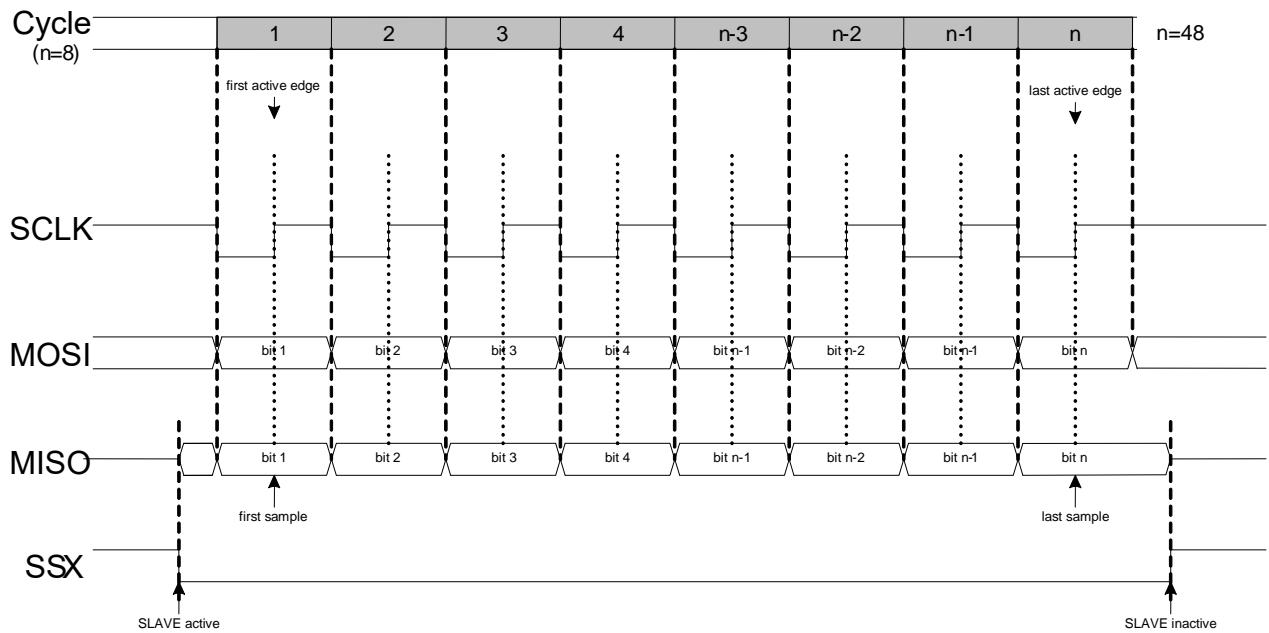 Cycle 1 2 3 4 n-3 n-2 n-1 n n=48
(n=8)
first active edge last active edge
SCLK
MOSI bit 1 bit 2 bit 3 bit 4 bit n-1 bit n-2 bit n-1 bit n
MISO bit 1 bit 2 bit 3 bit 4 bit n-1 bit n-2 bit n-1 bit n
first sample last sample
SSX
SLAVE active SLAVE inactive